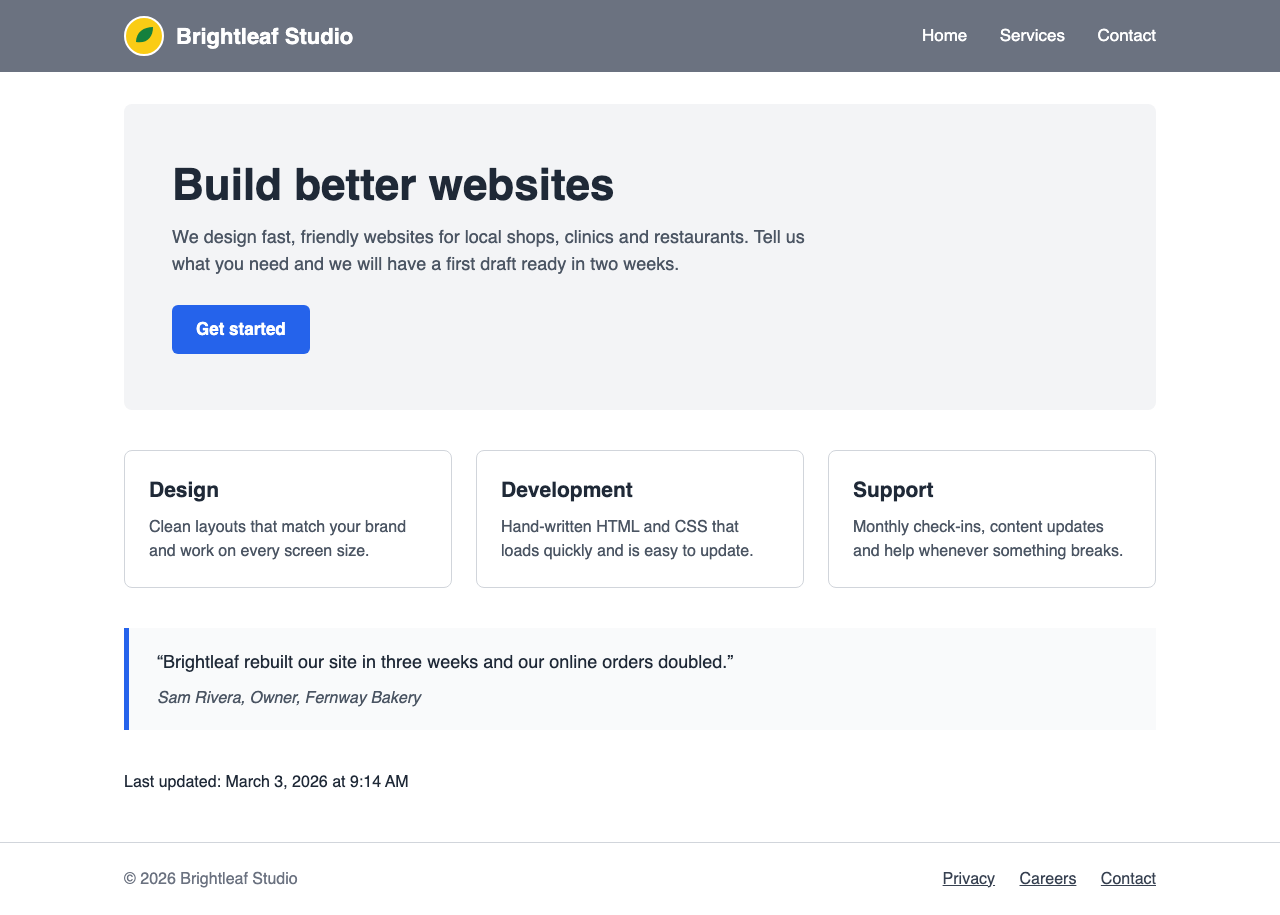 Brightleaf Studio
Home Services Contact
Build better websites
We design fast, friendly websites for local shops, clinics and restaurants. Tell us
what you need and we will have a first draft ready in two weeks.
Get started
Design
Clean layouts that match your brand
and work on every screen size.
Development
Hand-written HTML and CSS that
loads quickly and is easy to update.
Support
Monthly check-ins, content updates
and help whenever something breaks.
“Brightleaf rebuilt our site in three weeks and our online orders doubled.”
Sam Rivera, Owner, Fernway Bakery
Last updated: March 3, 2026 at 9:14 AM
© 2026 Brightleaf Studio
Privacy Careers Contact